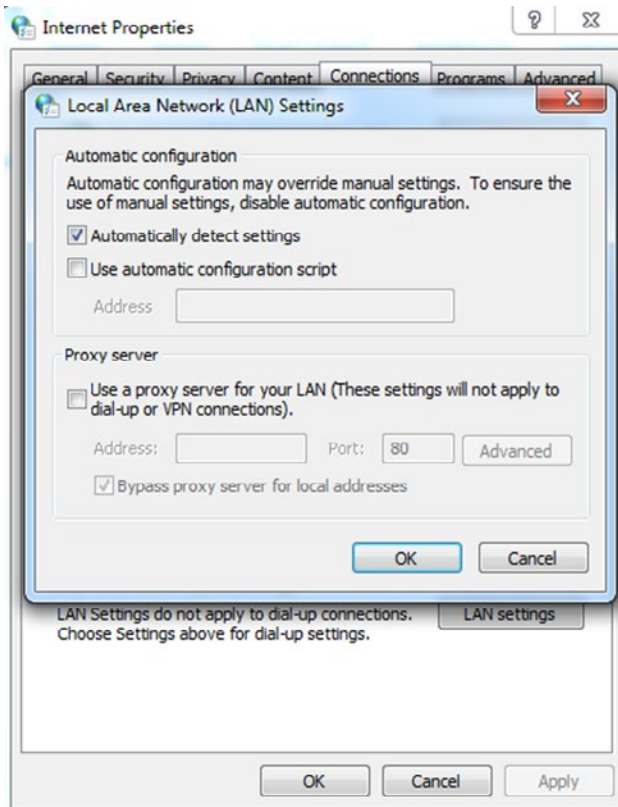 Internet Properties
General Security Privacy Content Connections Programs Advanced
Local Area Network (LAN) Settings
Automatic configuration
Automatic configuration may override manual settings. To ensure the
use of manual settings, disable automatic configuration.
Automatically detect settings
Use automatic configuration script
Address
Proxy server
Use a proxy server for your LAN (These settings will not apply to
dial-up or VPN connections).
Address:
Port: 80
Advanced
Bypass proxy server for local addresses
OK Cancel
LAN Settings do not apply to dial-up connections.
Choose Settings above for dial-up settings.
LAN settings
OK Cancel Apply